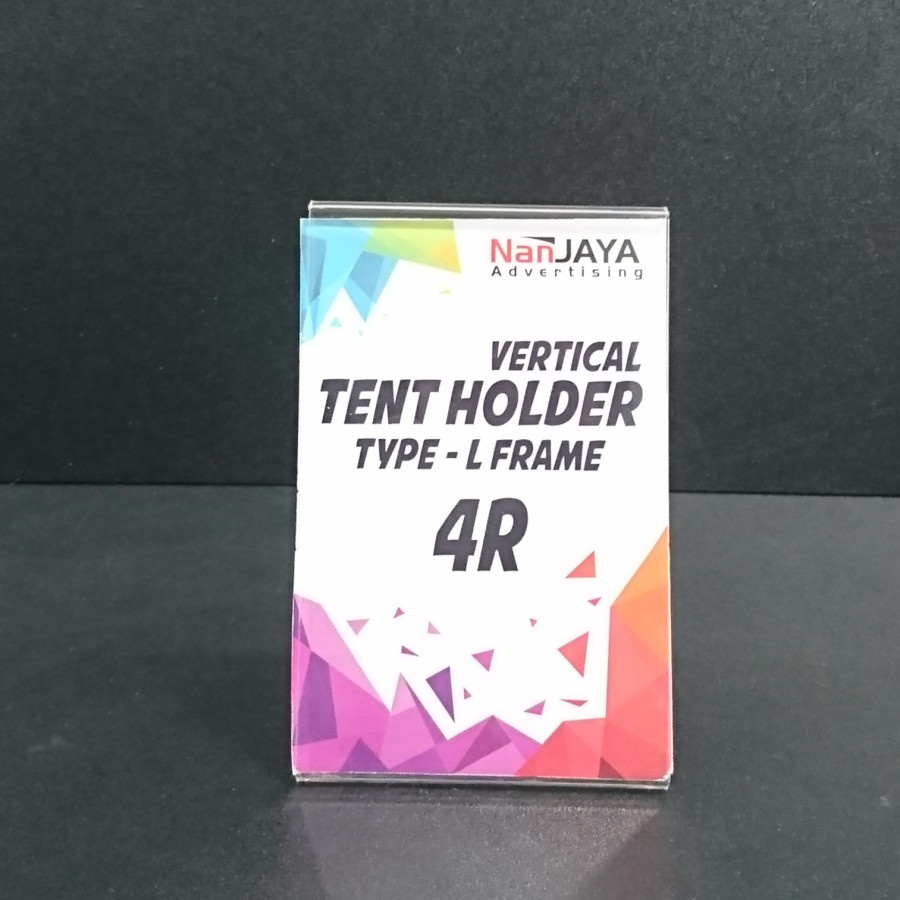 NanJAYA
Advertising
VERTICAL
TENT HOLDER
TYPE - L FRAME
4R